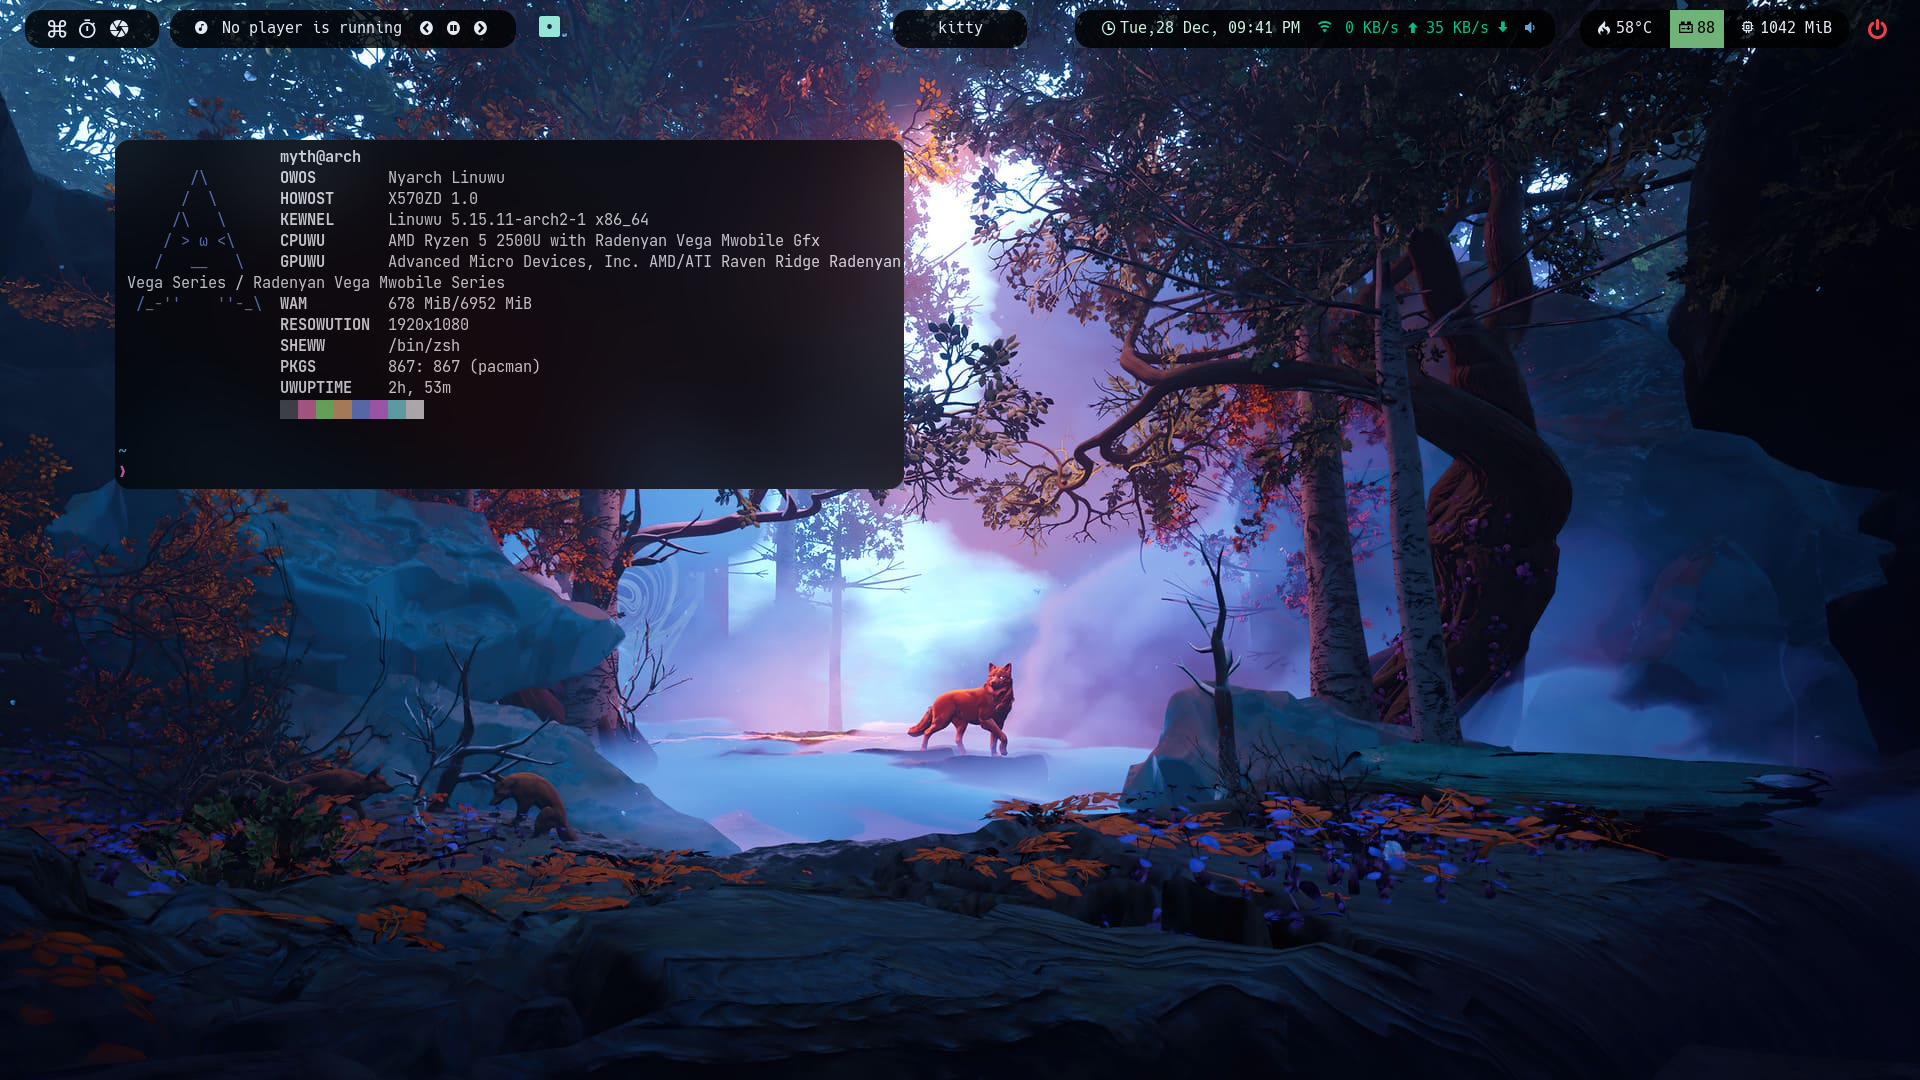 No player is running
kitty
Tue,28 Dec, 09:41 PM 0 KB/s 35 KB/s
58°C 88 1042 MiB
myth@arch
/\ OWOS Nyarch Linuwu
/  \ HOWOST X570ZD 1.0
/\   \ KEWNEL Linuwu 5.15.11-arch2-1 x86_64
/ > ω <\ CPUWU AMD Ryzen 5 2500U with Radenyan Vega Mwobile Gfx
/   __   \ GPUWU Advanced Micro Devices, Inc. AMD/ATI Raven Ridge Radenyan
Vega Series / Radenyan Vega Mwobile Series
/_-''    ''-_\ WAM 678 MiB/6952 MiB
RESOWUTION 1920x1080
SHEWW /bin/zsh
PKGS 867: 867 (pacman)
UWUPTIME 2h, 53m
~
❯